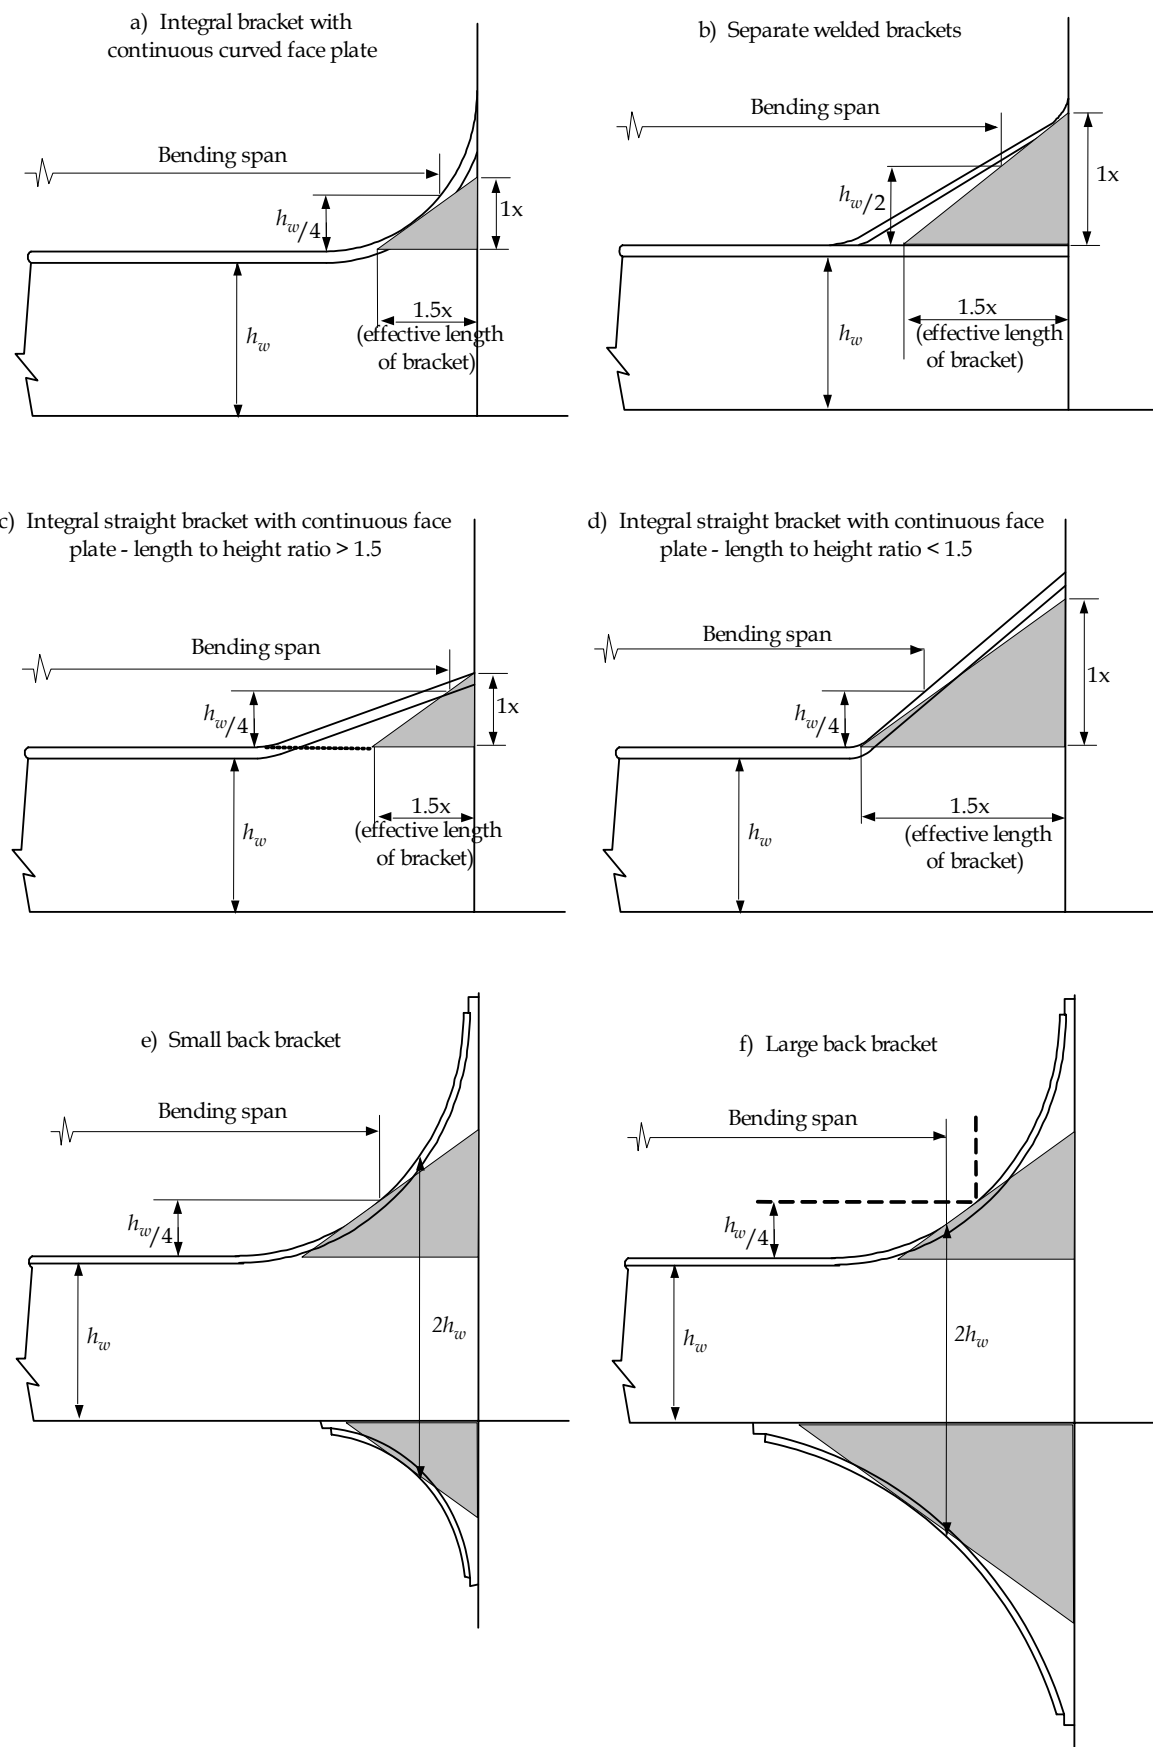 a) Integral bracket with
continuous curved face plate
Bending span
h_w/4
1x
1.5x
(effective length
of bracket)
h_w
b) Separate welded brackets
Bending span
h_w/2
1x
1.5x
(effective length
of bracket)
h_w
c) Integral straight bracket with continuous face
plate - length to height ratio > 1.5
Bending span
h_w/4
1x
1.5x
(effective length
of bracket)
h_w
d) Integral straight bracket with continuous face
plate - length to height ratio < 1.5
Bending span
h_w/4
1x
1.5x
(effective length
of bracket)
h_w
e) Small back bracket
Bending span
h_w/4
h_w
2h_w
f) Large back bracket
Bending span
h_w/4
h_w
2h_w